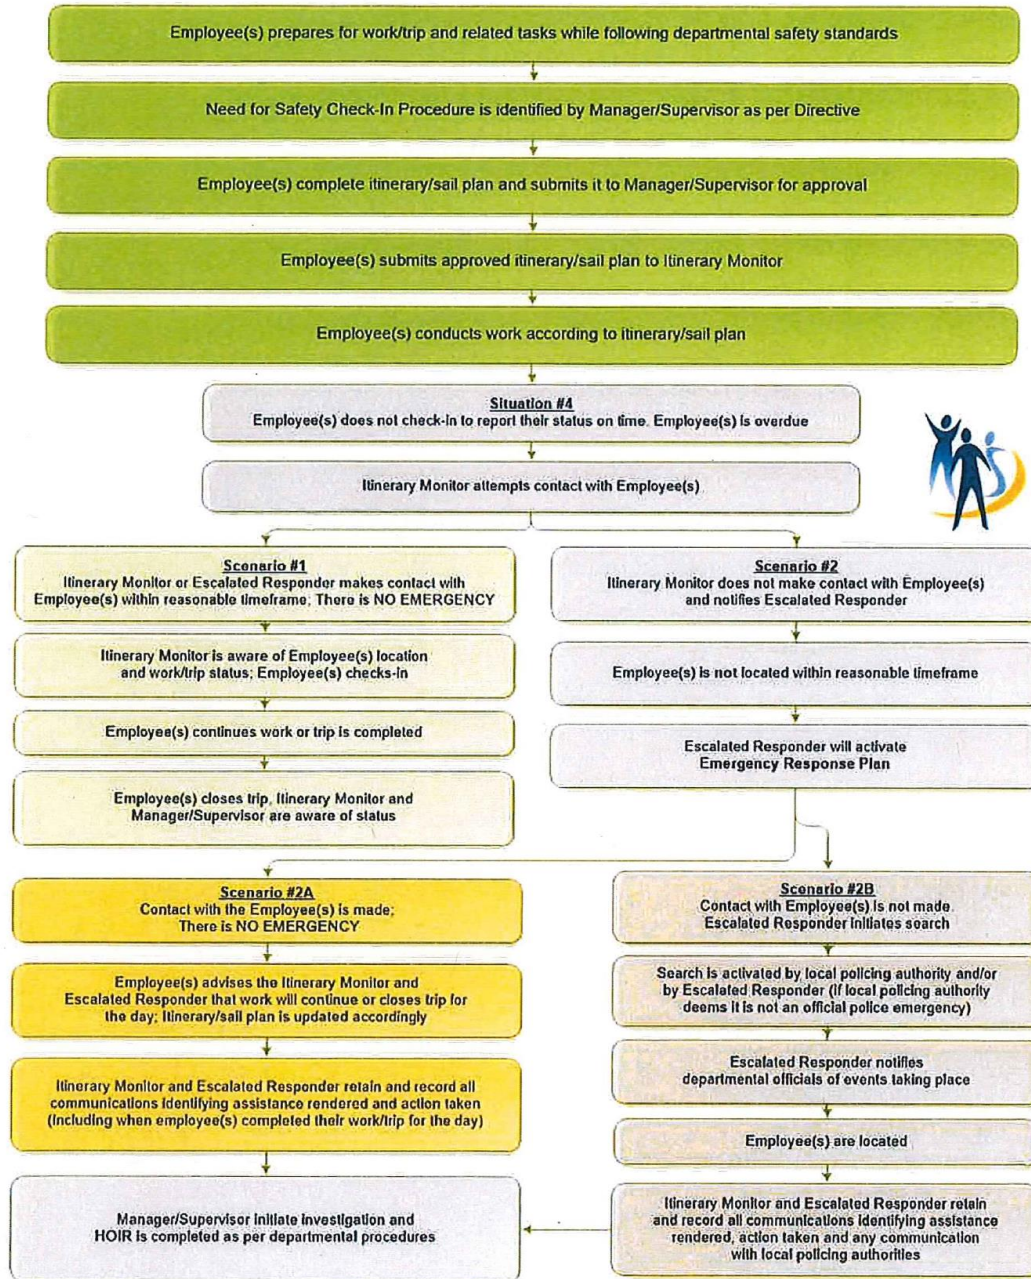 Employee(s) prepares for work/trip and related tasks while following departmental safety standards
Need for Safety Check-In Procedure is identified by Manager/Supervisor as per Directive
Employee(s) complete itinerary/sail plan and submits it to Manager/Supervisor for approval
Employee(s) submits approved itinerary/sail plan to Itinerary Monitor
Employee(s) conducts work according to itinerary/sail plan
Situation #4
Employee(s) does not check-in to report their status on time. Employee(s) is overdue
Itinerary Monitor attempts contact with Employee(s)
Scenario #1
Itinerary Monitor or Escalated Responder makes contact with
Employee(s) within reasonable timeframe; There is NO EMERGENCY
Itinerary Monitor is aware of Employee(s) location
and work/trip status; Employee(s) checks-in
Employee(s) continues work or trip is completed
Employee(s) closes trip, Itinerary Monitor and
Manager/Supervisor are aware of status
Scenario #2
Itinerary Monitor does not make contact with Employee(s)
and notifies Escalated Responder
Employee(s) is not located within reasonable timeframe
Escalated Responder will activate
Emergency Response Plan
Scenario #2A
Contact with the Employee(s) is made;
There is NO EMERGENCY
Employee(s) advises the Itinerary Monitor and
Escalated Responder that work will continue or closes trip for
the day; Itinerary/sail plan is updated accordingly
Itinerary Monitor and Escalated Responder retain and record all
communications identifying assistance rendered and action taken
(including when employee(s) completed their work/trip for the day)
Manager/Supervisor initiate investigation and
HOIR is completed as per departmental procedures
Scenario #2B
Contact with Employee(s) is not made.
Escalated Responder initiates search
Search is activated by local policing authority and/or
by Escalated Responder (if local policing authority
deems it is not an official police emergency)
Escalated Responder notifies
departmental officials of events taking place
Employee(s) are located
Itinerary Monitor and Escalated Responder retain
and record all communications identifying assistance
rendered, action taken and any communication
with local policing authorities